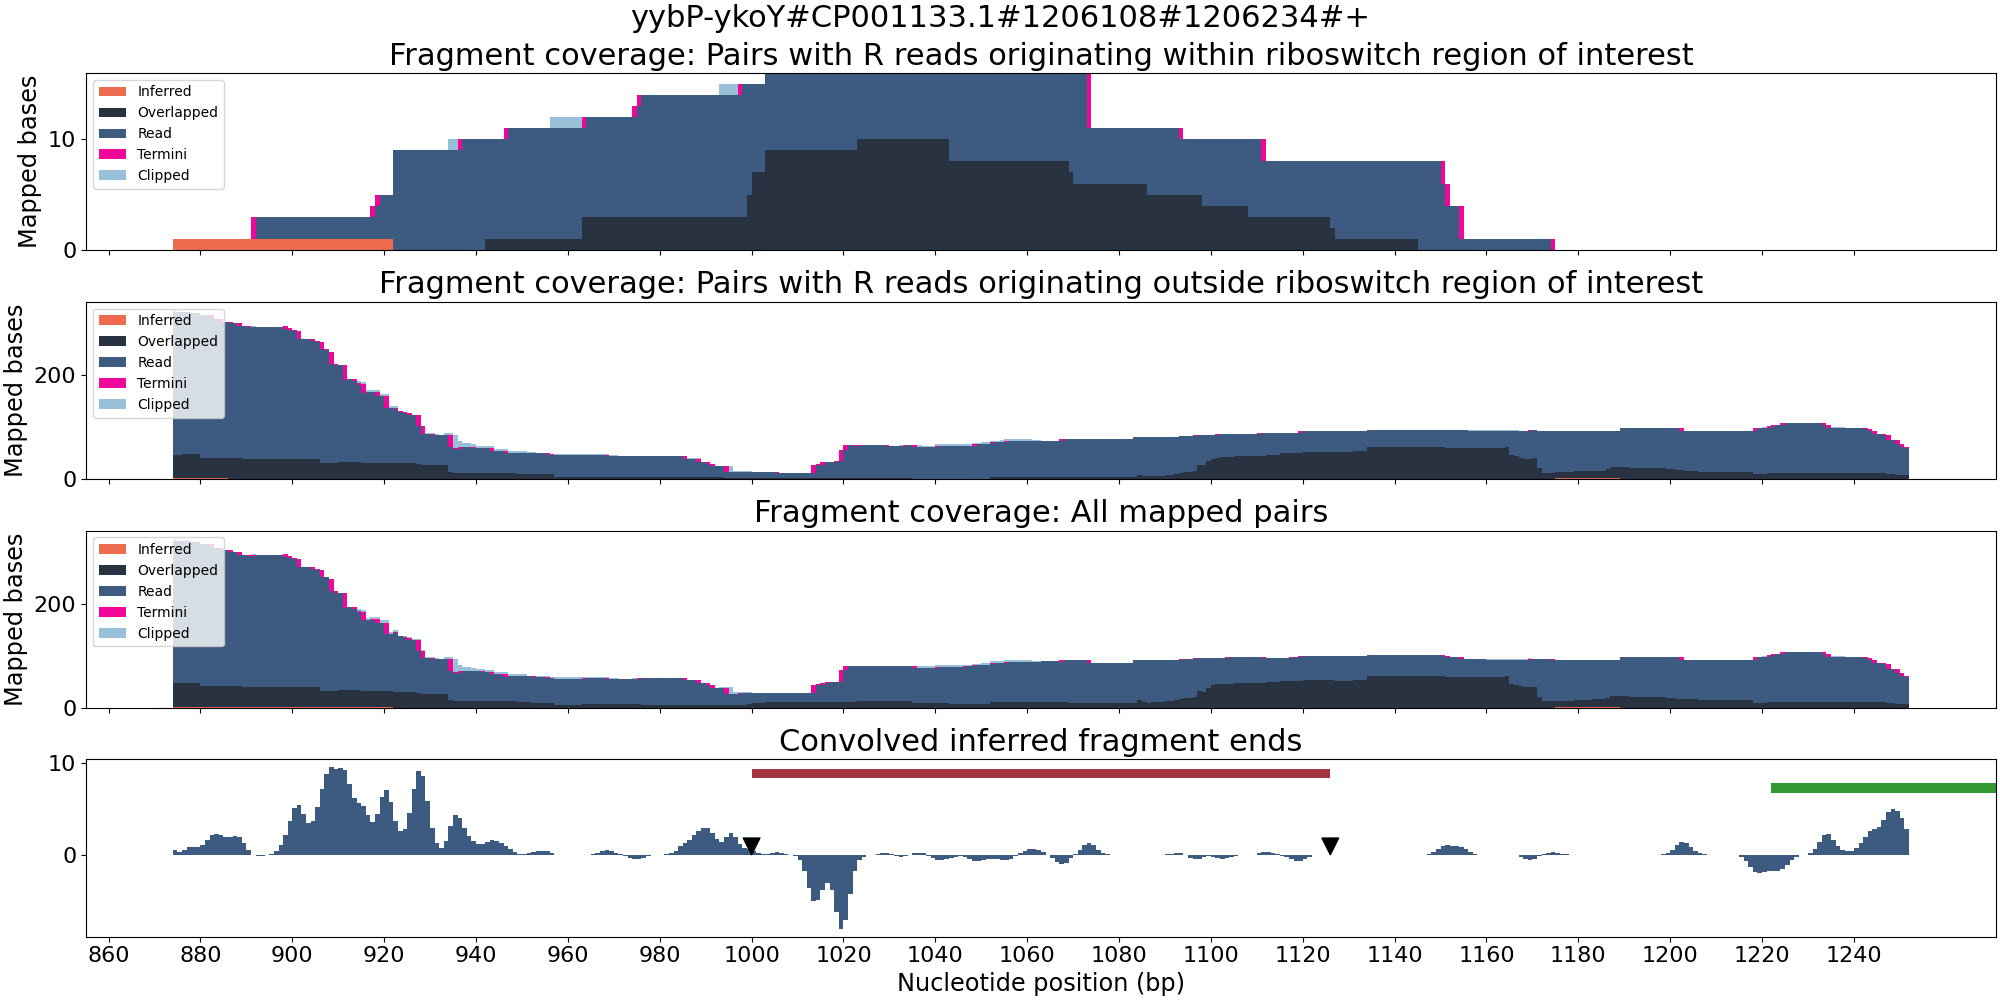 yybP-ykoY#CP001133.1#1206108#1206234#+
Fragment coverage: Pairs with R reads originating within riboswitch region of interest
Mapped bases
10
0
Inferred
Overlapped
Read
Termini
Clipped
Fragment coverage: Pairs with R reads originating outside riboswitch region of interest
Mapped bases
200
0
Inferred
Overlapped
Read
Termini
Clipped
Fragment coverage: All mapped pairs
Mapped bases
200
0
Inferred
Overlapped
Read
Termini
Clipped
Convolved inferred fragment ends
10
0
860 880 900 920 940 960 980 1000 1020 1040 1060 1080 1100 1120 1140 1160 1180 1200 1220 1240
Nucleotide position (bp)